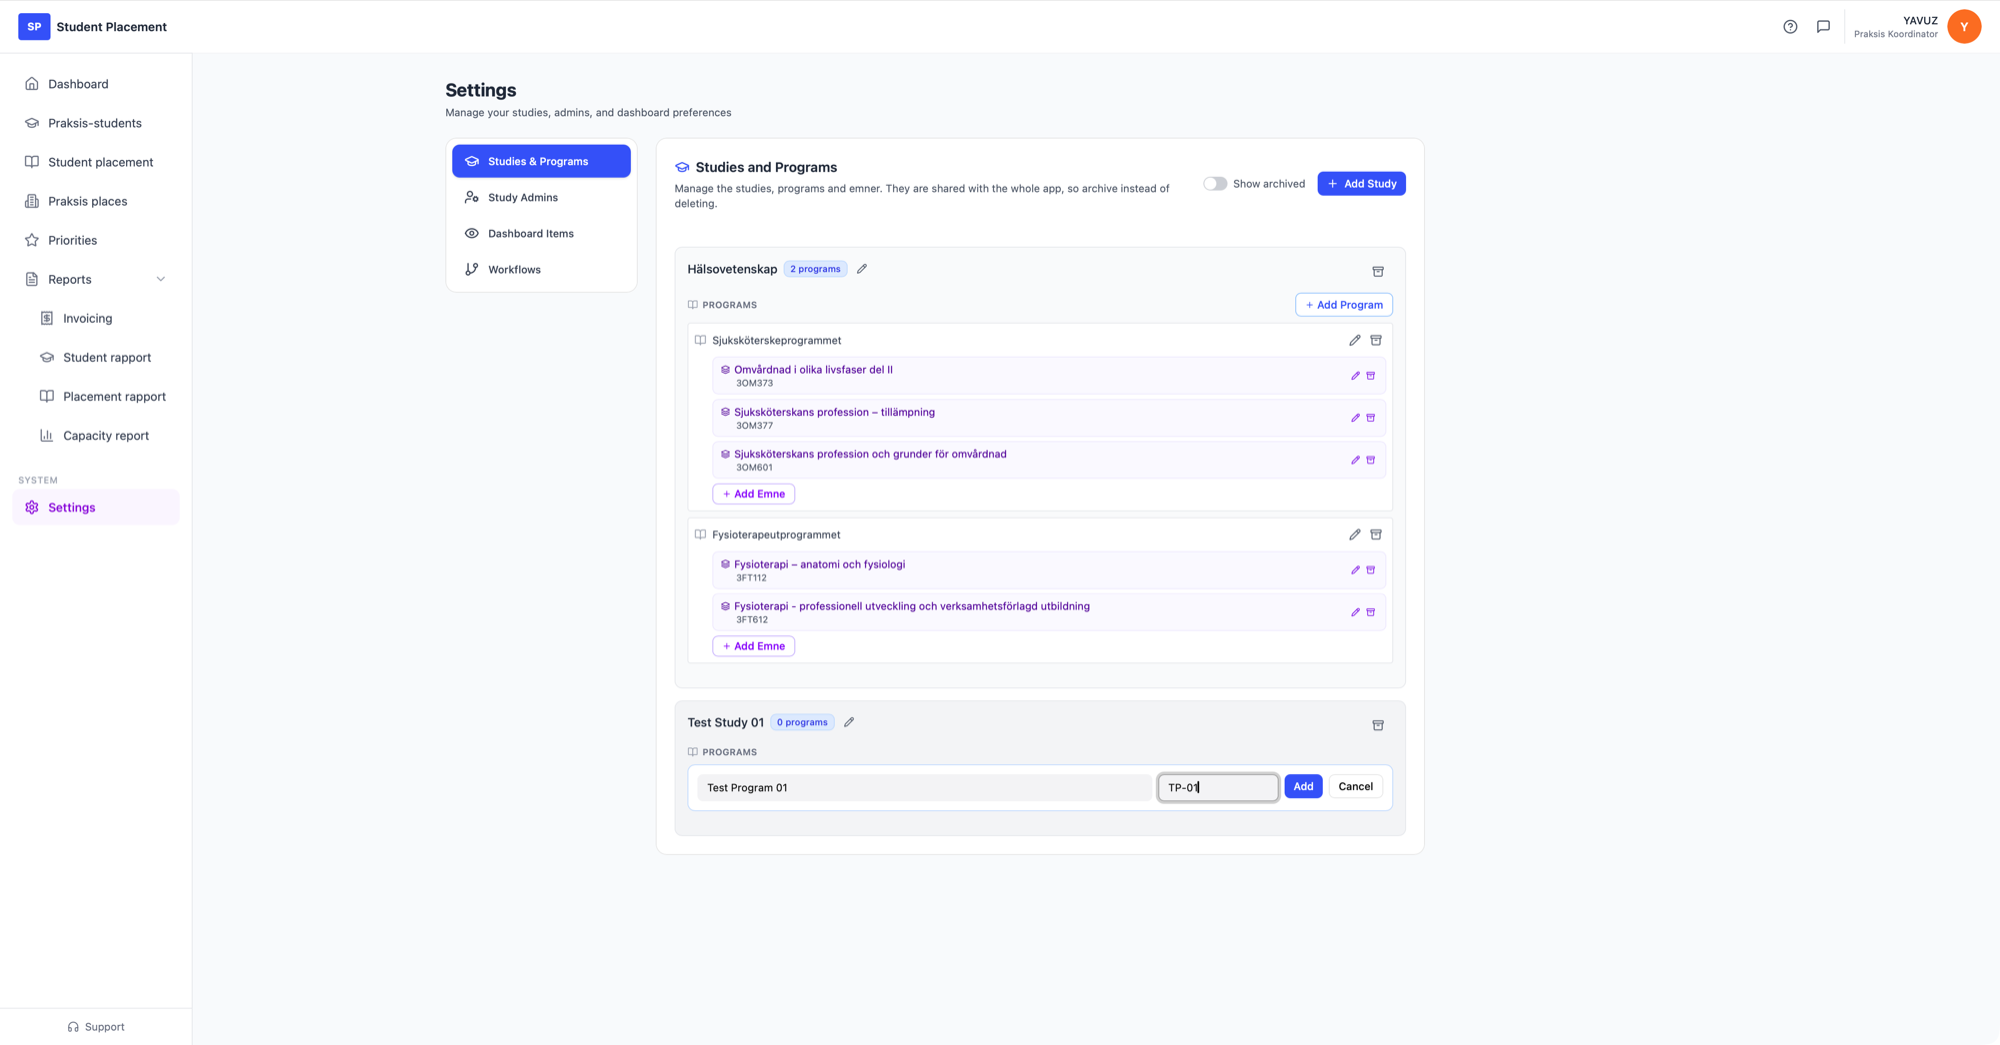 SP Student Placement
YAVUZ
Praksis Koordinator
Y
Dashboard
Praksis-students
Student placement
Praksis places
Priorities
Reports
Invoicing
Student rapport
Placement rapport
Capacity report
SYSTEM
Settings
Support
Settings
Manage your studies, admins, and dashboard preferences
Studies & Programs
Study Admins
Dashboard Items
Workflows
Studies and Programs
Manage the studies, programs and emner. They are shared with the whole app, so archive instead of
deleting.
Show archived
+ Add Study
Hälsovetenskap 2 programs
PROGRAMS
+ Add Program
Sjuksköterskeprogrammet
Omvårdnad i olika livsfaser del II
3OM373
Sjuksköterskans profession – tillämpning
3OM377
Sjuksköterskans profession och grunder för omvårdnad
3OM601
+ Add Emne
Fysioterapeutprogrammet
Fysioterapi – anatomi och fysiologi
3FT112
Fysioterapi - professionell utveckling och verksamhetsförlagd utbildning
3FT612
+ Add Emne
Test Study 01 0 programs
PROGRAMS
Test Program 01 TP-01 Add Cancel